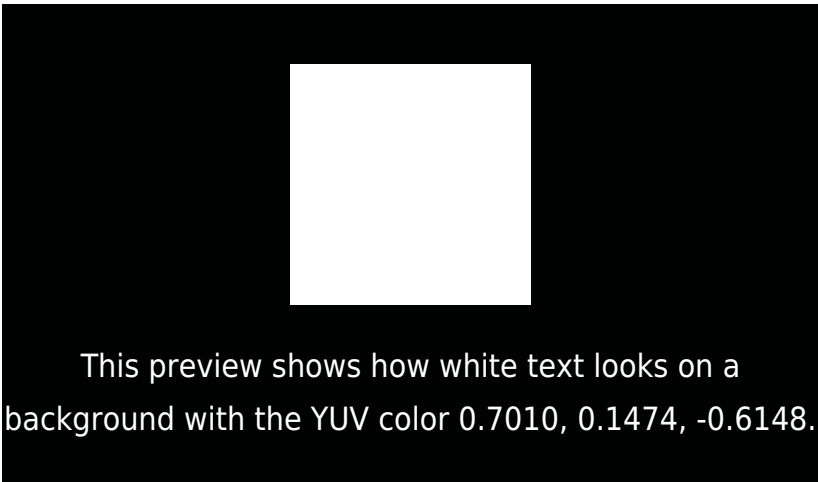 This preview shows how white text looks on a
background with the YUV color 0.7010, 0.1474, -0.6148.